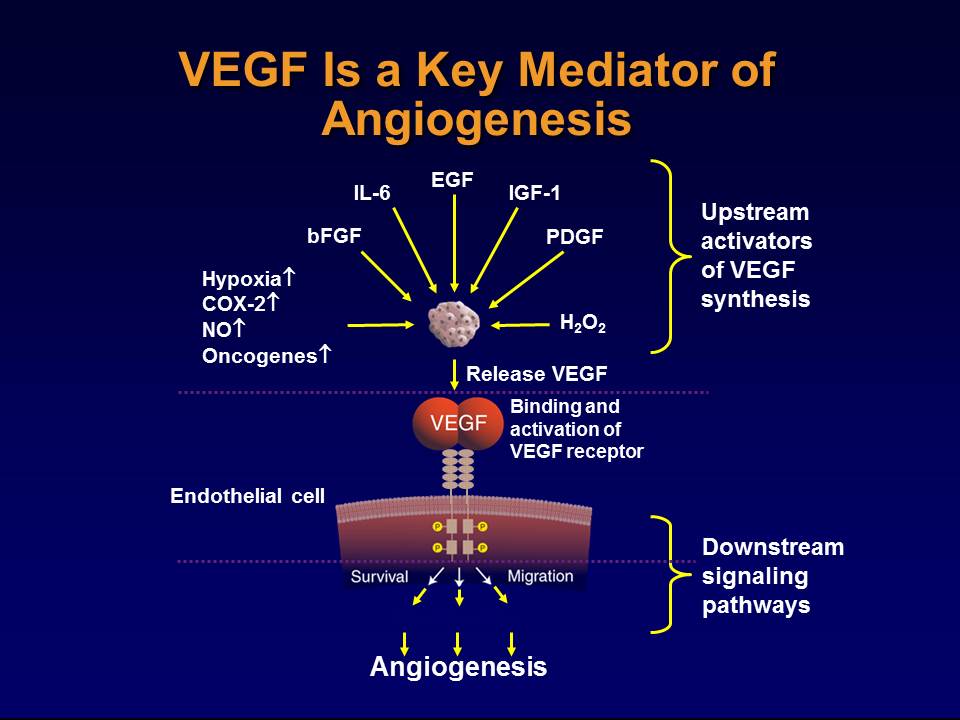 VEGF Is a Key Mediator of
Angiogenesis
EGF
IL-6
IGF-1
bFGF
PDGF
Hypoxia↑
COX-2↑
NO↑
Oncogenes↑
H₂O₂
Upstream
activators
of VEGF
synthesis
Release VEGF
VEGF
Binding and
activation of
VEGF receptor
Endothelial cell
P P
P P
Survival
Migration
Downstream
signaling
pathways
Angiogenesis